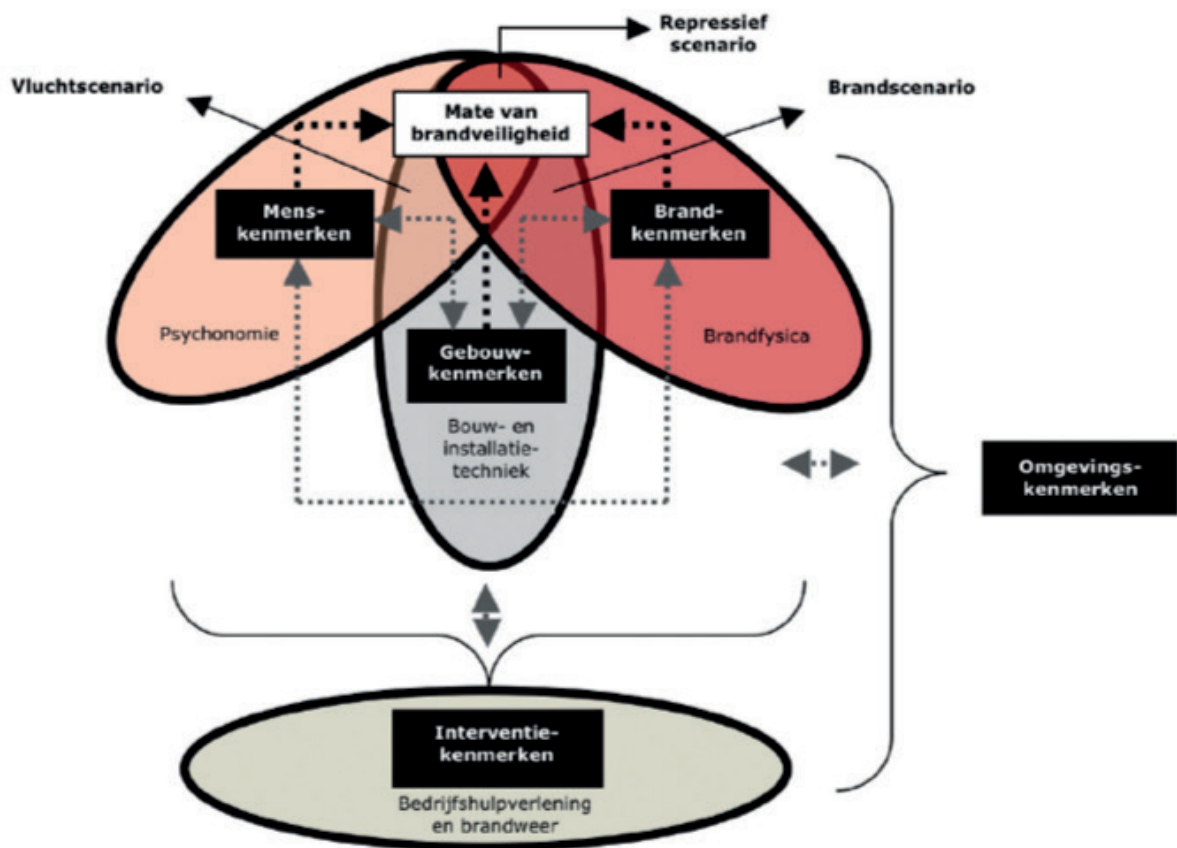 Repressief
scenario
Vluchtscenario
Brandscenario
Mate van
brandveiligheid
Mens-
kenmerken
Brand-
kenmerken
Psychonomie
Brandfysica
Gebouw-
kenmerken
Bouw- en
installatie-
techniek
Omgevings-
kenmerken
Interventie-
kenmerken
Bedrijfshulpverlening
en brandweer